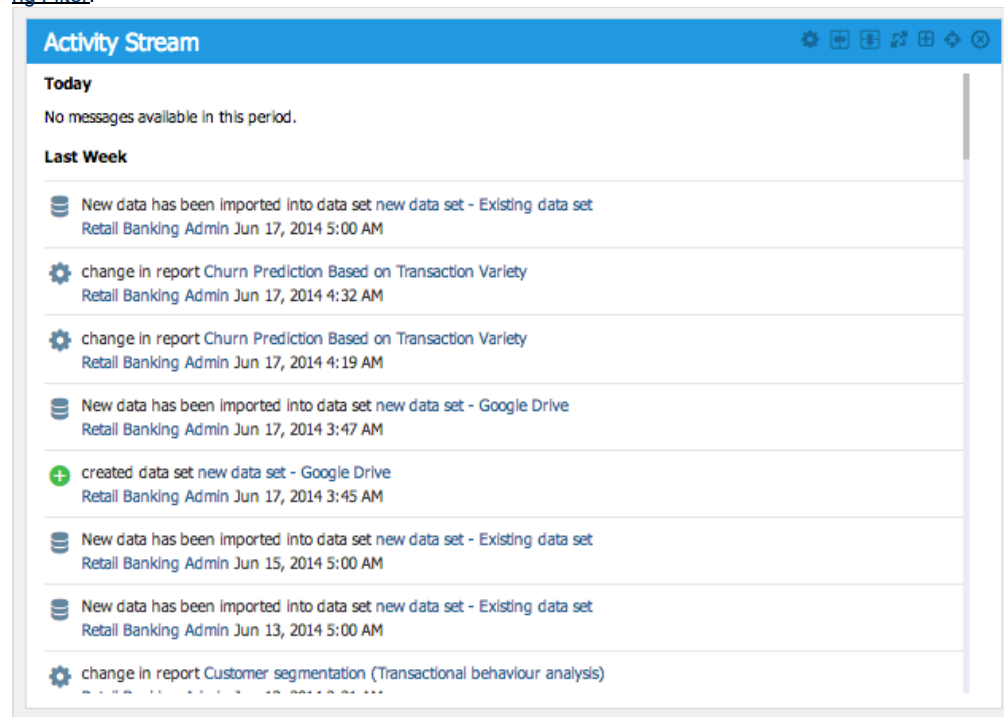 Activity Stream
Today
No messages available in this period.
Last Week
New data has been imported into data set new data set - Existing data set
Retail Banking Admin Jun 17, 2014 5:00 AM
change in report Churn Prediction Based on Transaction Variety
Retail Banking Admin Jun 17, 2014 4:32 AM
change in report Churn Prediction Based on Transaction Variety
Retail Banking Admin Jun 17, 2014 4:19 AM
New data has been imported into data set new data set - Google Drive
Retail Banking Admin Jun 17, 2014 3:47 AM
created data set new data set - Google Drive
Retail Banking Admin Jun 17, 2014 3:45 AM
New data has been imported into data set new data set - Existing data set
Retail Banking Admin Jun 15, 2014 5:00 AM
New data has been imported into data set new data set - Existing data set
Retail Banking Admin Jun 13, 2014 5:00 AM
change in report Customer segmentation (Transactional behaviour analysis)